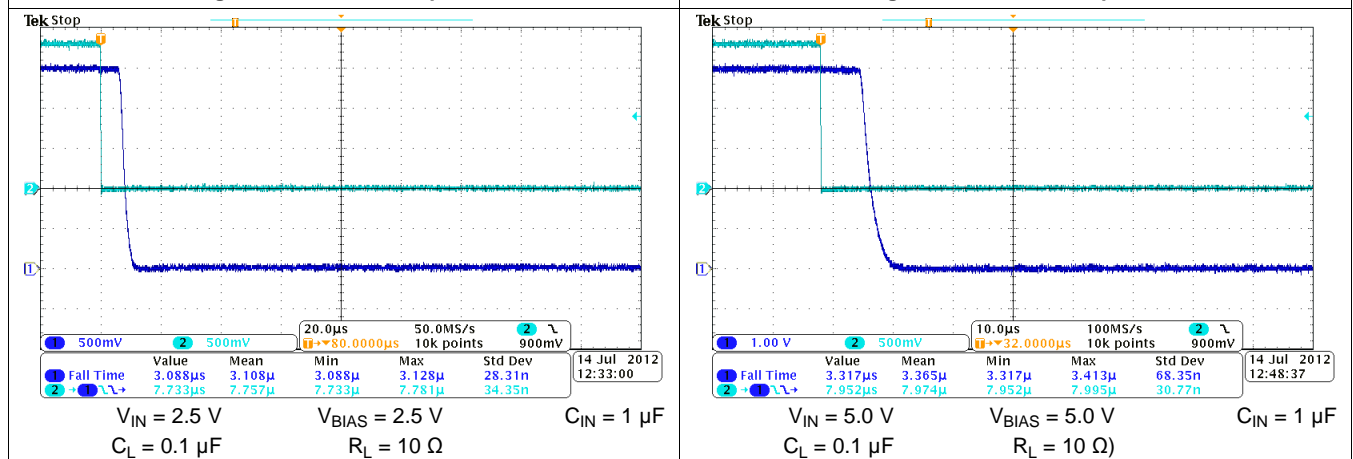 Tek Stop
T
T
2
1
1 500mV
2 500mV
20.0µs 50.0MS/s 2
T→▼80.0000µs 10k points 900mV
Value Mean Min Max Std Dev
1 Fall Time 3.088µs 3.108µ 3.088µ 3.128µ 28.31n
2 → 1 7.733µs 7.757µ 7.733µ 7.781µ 34.35n
14 Jul 2012
12:33:00
VIN = 2.5 V VBIAS = 2.5 V CIN = 1 µF
CL = 0.1 µF RL = 10 Ω
Tek Stop
T
T
2
1
1 1.00 V
2 500mV
10.0µs 100MS/s 2
T→▼32.0000µs 10k points 900mV
Value Mean Min Max Std Dev
1 Fall Time 3.317µs 3.365µ 3.317µ 3.413µ 68.35n
2 → 1 7.952µs 7.974µ 7.952µ 7.995µ 30.77n
14 Jul 2012
12:48:37
VIN = 5.0 V VBIAS = 5.0 V CIN = 1 µF
CL = 0.1 µF RL = 10 Ω)